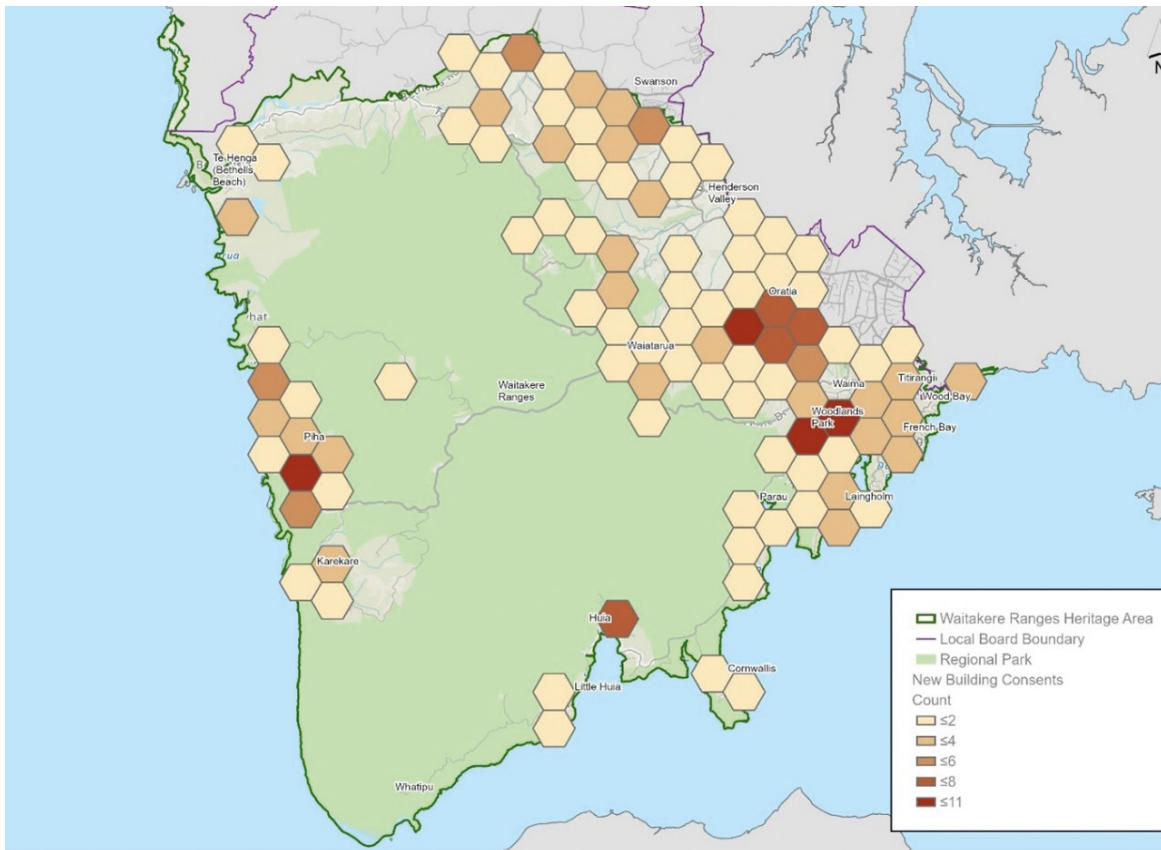 N
Swanson
Te Henga
(Bethells
Beach)
Henderson
Valley
Oratia
Waiatarua
Waitakere
Ranges
Waima
Titirangi
Wood Bay
Woodlands
Park
French Bay
Piha
Parau
Laingholm
Karekare
Huia
Cornwallis
Little Huia
Whatipu
Waitakere Ranges Heritage Area
Local Board Boundary
Regional Park
New Building Consents
Count
≤2
≤4
≤6
≤8
≤11